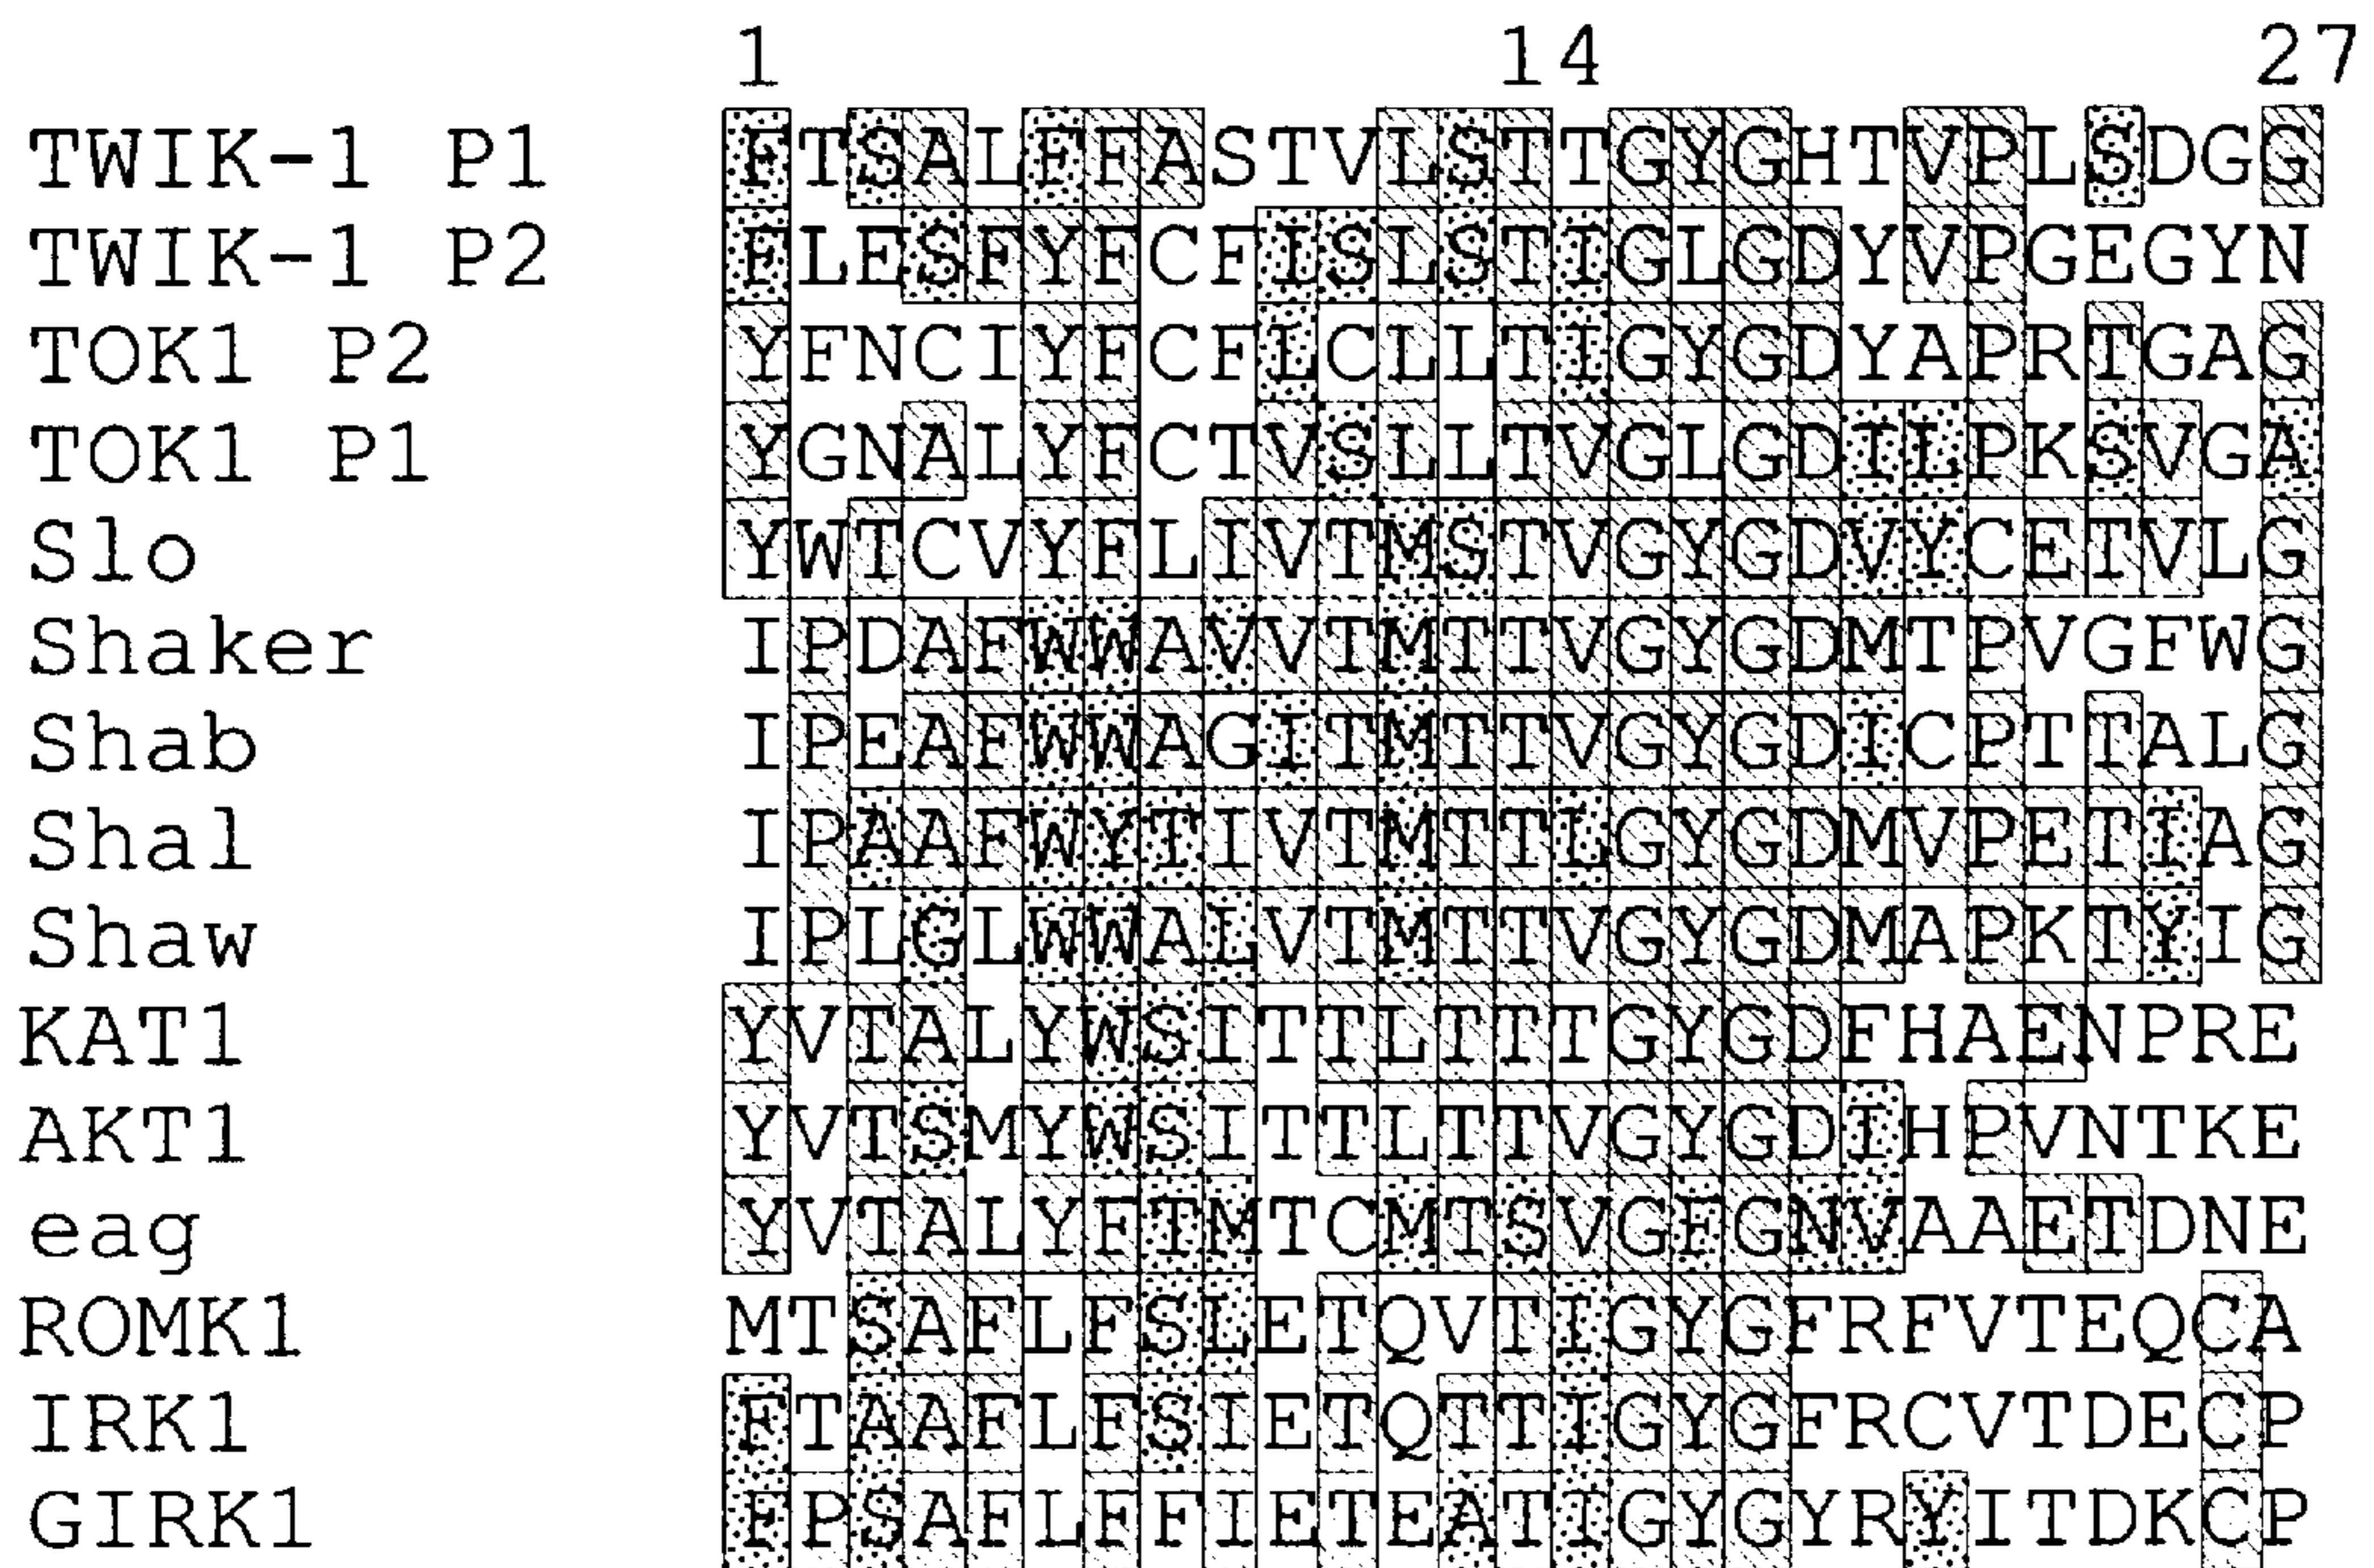 1 14 27
TWIK-1 P1 FTSALFFASTVLSTTGYGHTVPLSDGG
TWIK-1 P2 FLESFYFCFISLSTIGLGDYVPGEGYN
TOK1 P2 YFNCIYFCFLCLLTIGYGDYAPRTGAG
TOK1 P1 YGNALYFCTVSLLTVGLGDILPKSVGA
Slo YWTCVYFLIVTMSTVGYGDVYCETVLG
Shaker IPDAFWWAVVTMTTVGYGDMTPVGFWG
Shab IPEAFWWAGITMTTVGYGDICPTTALG
Shal IPAAFWYTIVTMTTLGYGDMVPETIAG
Shaw IPLGLWWALVTMTTVGYGDMAPKTYIG
KAT1 YVTALYWSITTLTTTGYGDFHAENPRE
AKT1 YVTSMYWSITTLTTVGYGDIHPVNTKE
eag YVTALYFTMTCMTSVGFGNVAAETDNE
ROMK1 MTSAFLFSLETQVTIGYGFRFVTEQCA
IRK1 FTAAFLFSIETQTTIGYGFRCVTDECP
GIRK1 FPSAFLFFIETEATIGYGYRYITDKCP